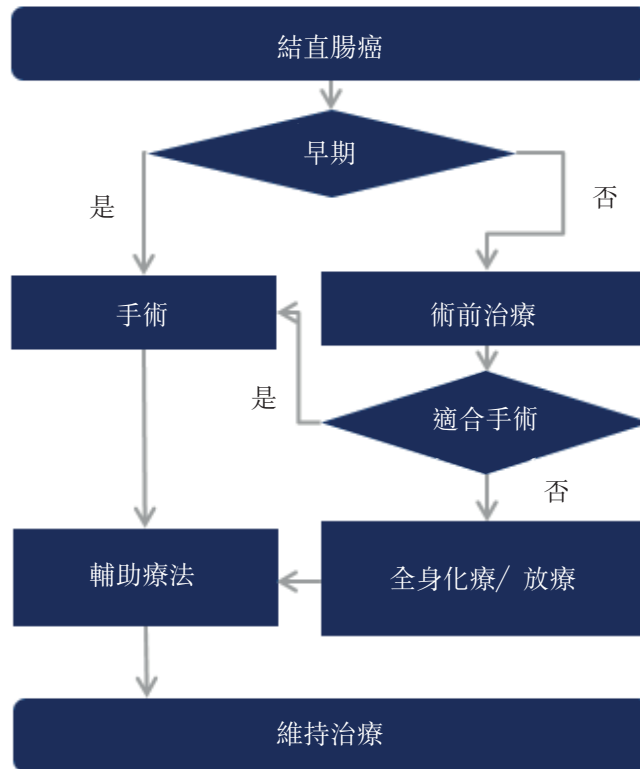 結直腸癌
早期
是
否
手術
術前治療
是
適合手術
否
輔助療法
全身化療/ 放療
維持治療